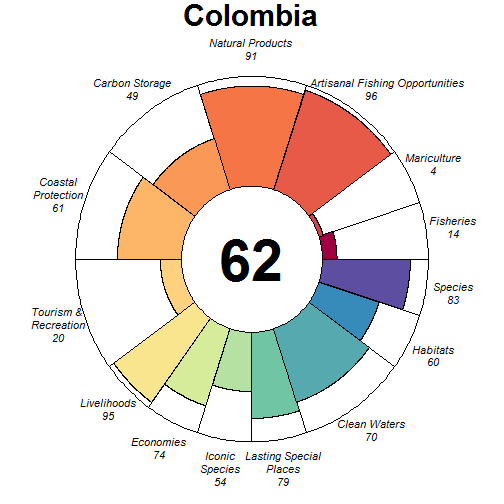 Colombia
Natural Products
91
Carbon Storage
49
Artisanal Fishing Opportunities
96
Mariculture
4
Coastal
Protection
61
Fisheries
14
62
Species
83
Tourism &
Recreation
20
Habitats
60
Livelihoods
95
Clean Waters
70
Economies
74
Iconic
Species
54
Lasting Special
Places
79